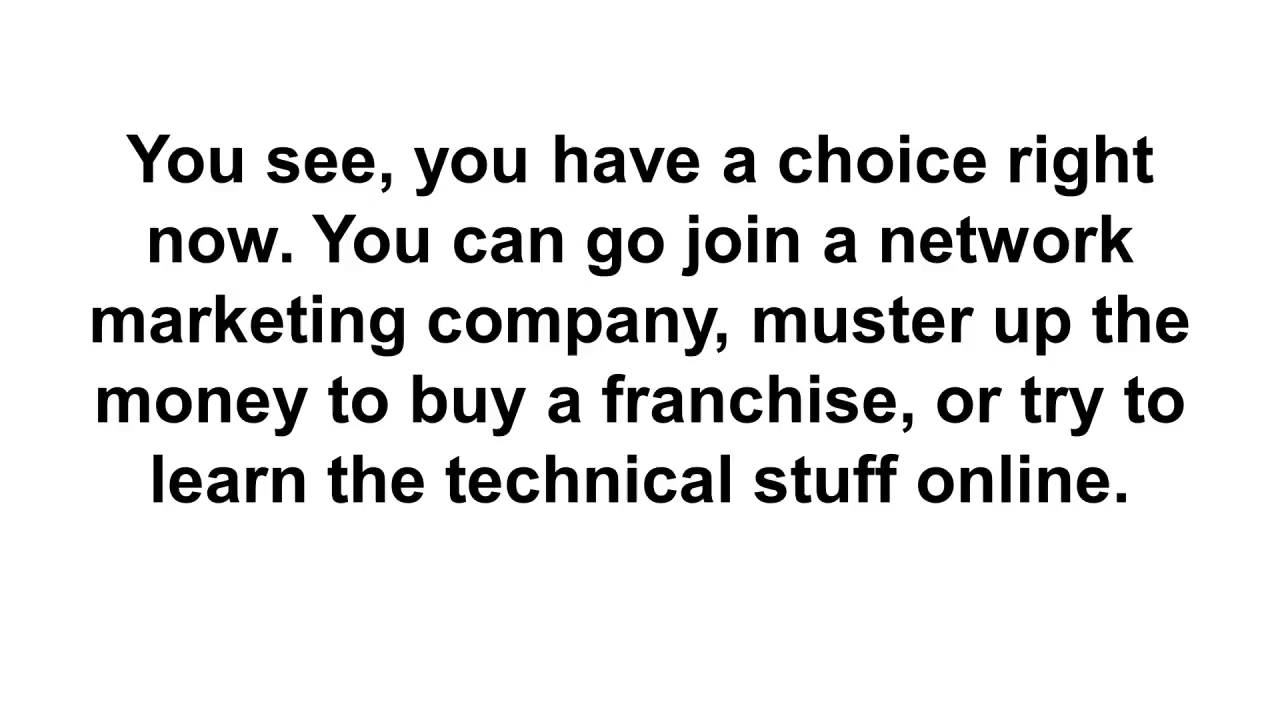 You see, you have a choice right
now. You can go join a network
marketing company, muster up the
money to buy a franchise, or try to
learn the technical stuff online.